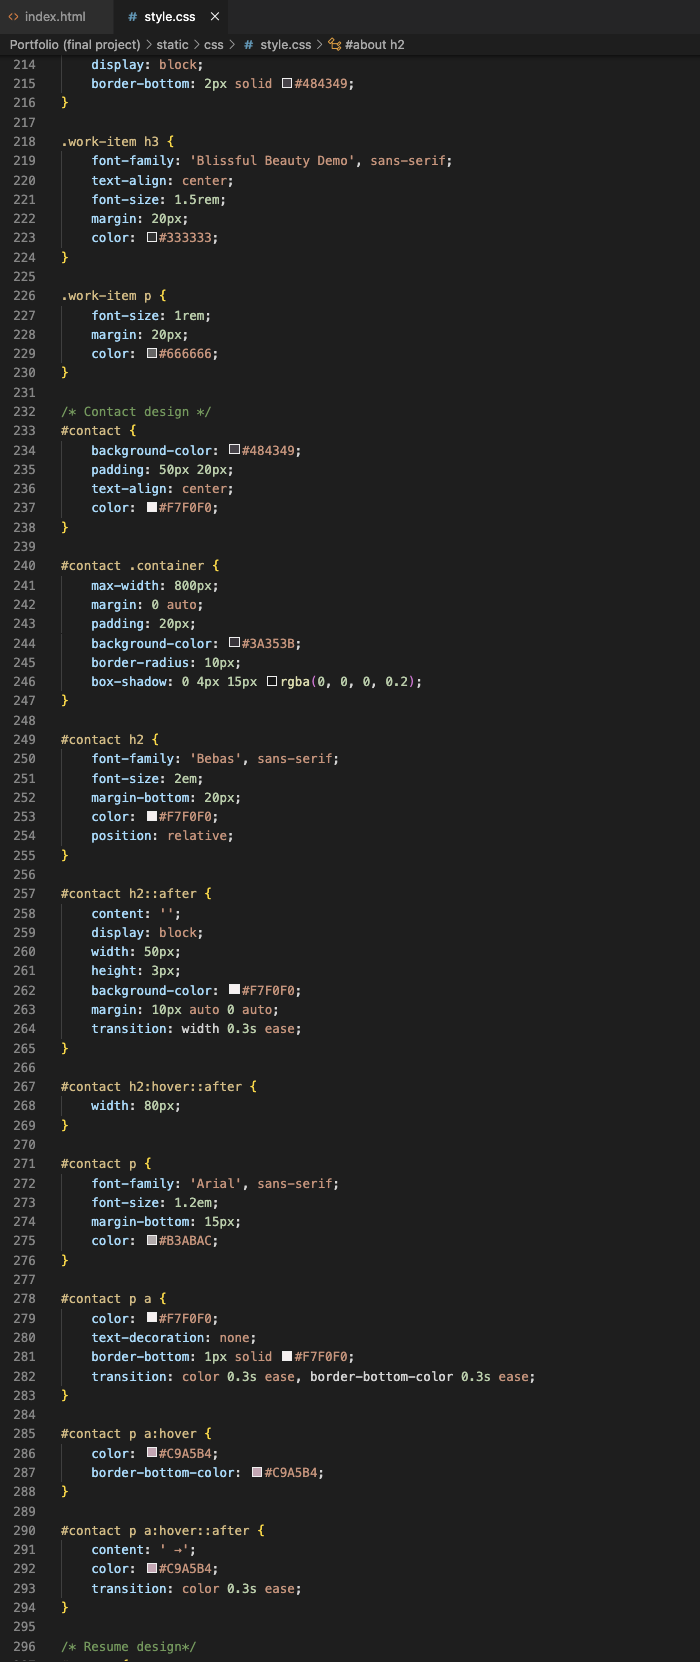 index.html
# style.css ×
Portfolio (final project) > static > css > # style.css > #about h2
214 display: block;
215 border-bottom: 2px solid #484349;
216 }
217
218 .work-item h3 {
219 font-family: 'Blissful Beauty Demo', sans-serif;
220 text-align: center;
221 font-size: 1.5rem;
222 margin: 20px;
223 color: #333333;
224 }
225
226 .work-item p {
227 font-size: 1rem;
228 margin: 20px;
229 color: #666666;
230 }
231
232 /* Contact design */
233 #contact {
234 background-color: #484349;
235 padding: 50px 20px;
236 text-align: center;
237 color: #F7F0F0;
238 }
239
240 #contact .container {
241 max-width: 800px;
242 margin: 0 auto;
243 padding: 20px;
244 background-color: #3A353B;
245 border-radius: 10px;
246 box-shadow: 0 4px 15px rgba(0, 0, 0, 0.2);
247 }
248
249 #contact h2 {
250 font-family: 'Bebas', sans-serif;
251 font-size: 2em;
252 margin-bottom: 20px;
253 color: #F7F0F0;
254 position: relative;
255 }
256
257 #contact h2::after {
258 content: '';
259 display: block;
260 width: 50px;
261 height: 3px;
262 background-color: #F7F0F0;
263 margin: 10px auto 0 auto;
264 transition: width 0.3s ease;
265 }
266
267 #contact h2:hover::after {
268 width: 80px;
269 }
270
271 #contact p {
272 font-family: 'Arial', sans-serif;
273 font-size: 1.2em;
274 margin-bottom: 15px;
275 color: #B3ABAC;
276 }
277
278 #contact p a {
279 color: #F7F0F0;
280 text-decoration: none;
281 border-bottom: 1px solid #F7F0F0;
282 transition: color 0.3s ease, border-bottom-color 0.3s ease;
283 }
284
285 #contact p a:hover {
286 color: #C9A5B4;
287 border-bottom-color: #C9A5B4;
288 }
289
290 #contact p a:hover::after {
291 content: ' →';
292 color: #C9A5B4;
293 transition: color 0.3s ease;
294 }
295
296 /* Resume design*/